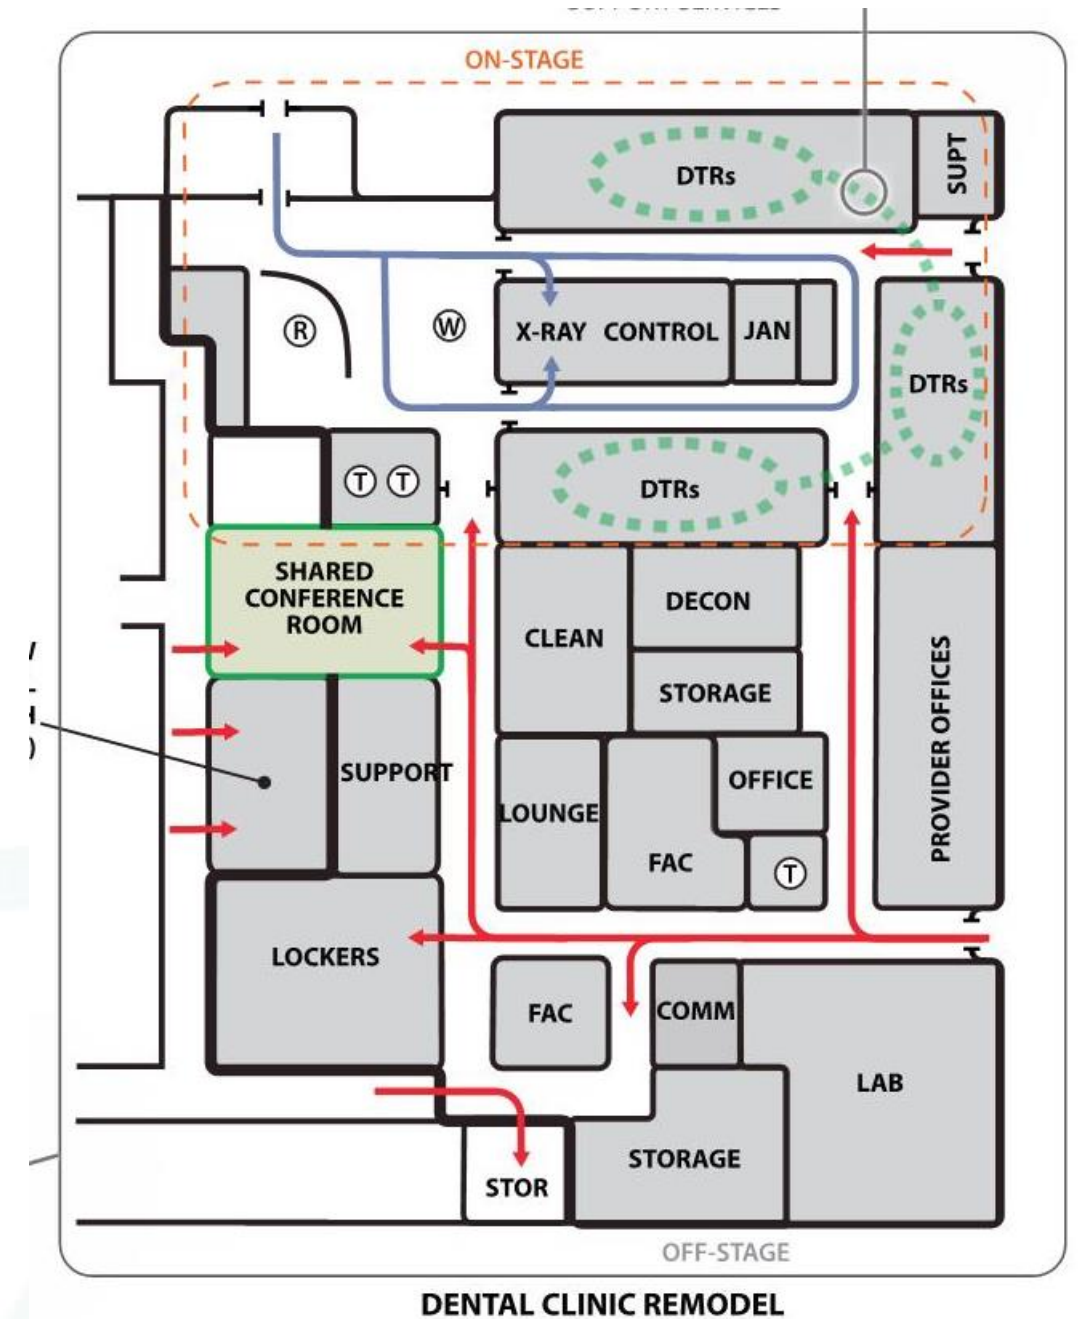 ON-STAGE
DTRs
SUPT
R
W
X-RAY CONTROL
JAN
DTRs
T T
DTRs
SHARED
CONFERENCE
ROOM
CLEAN
DECON
STORAGE
SUPPORT
LOUNGE
OFFICE
FAC
T
PROVIDER OFFICES
LOCKERS
FAC
COMM
LAB
STORAGE
STOR
OFF-STAGE
DENTAL CLINIC REMODEL